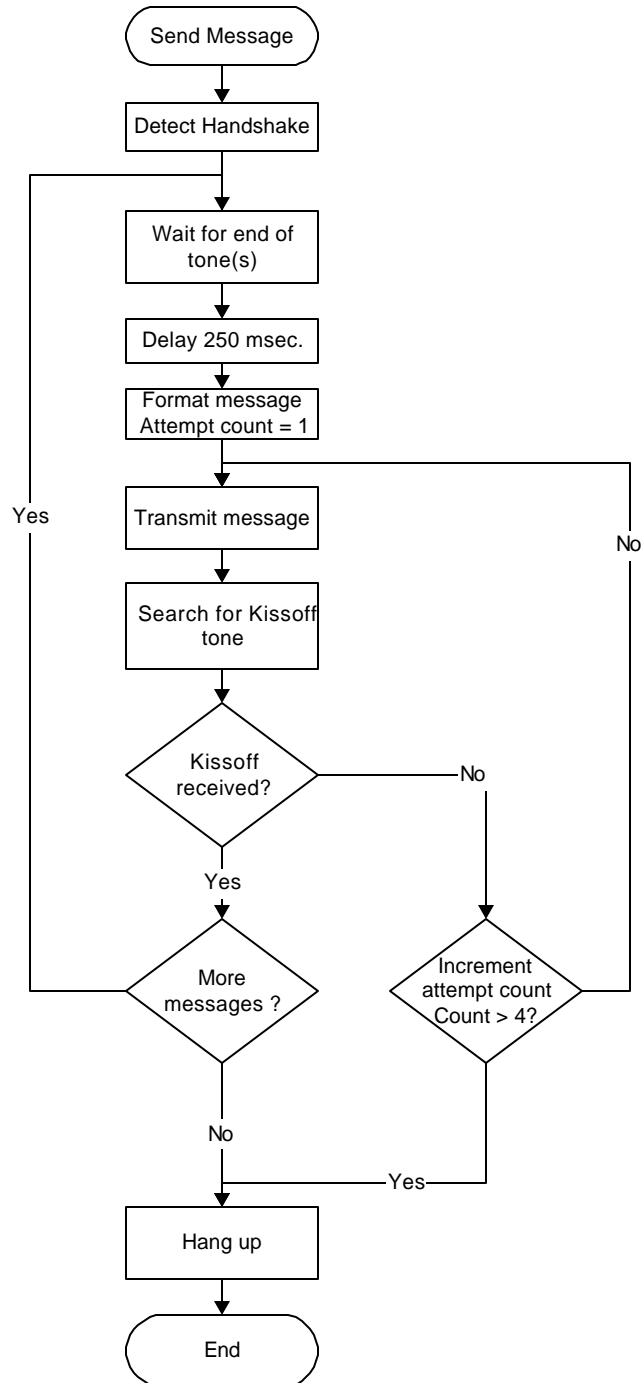 Send Message
Detect Handshake
Wait for end of
tone(s)
Delay 250 msec.
Format message
Attempt count = 1
Yes
Transmit message
No
Search for Kissoff
tone
Kissoff
received?
No
Yes
More
messages ?
Increment
attempt count
Count > 4?
No
Yes
Hang up
End